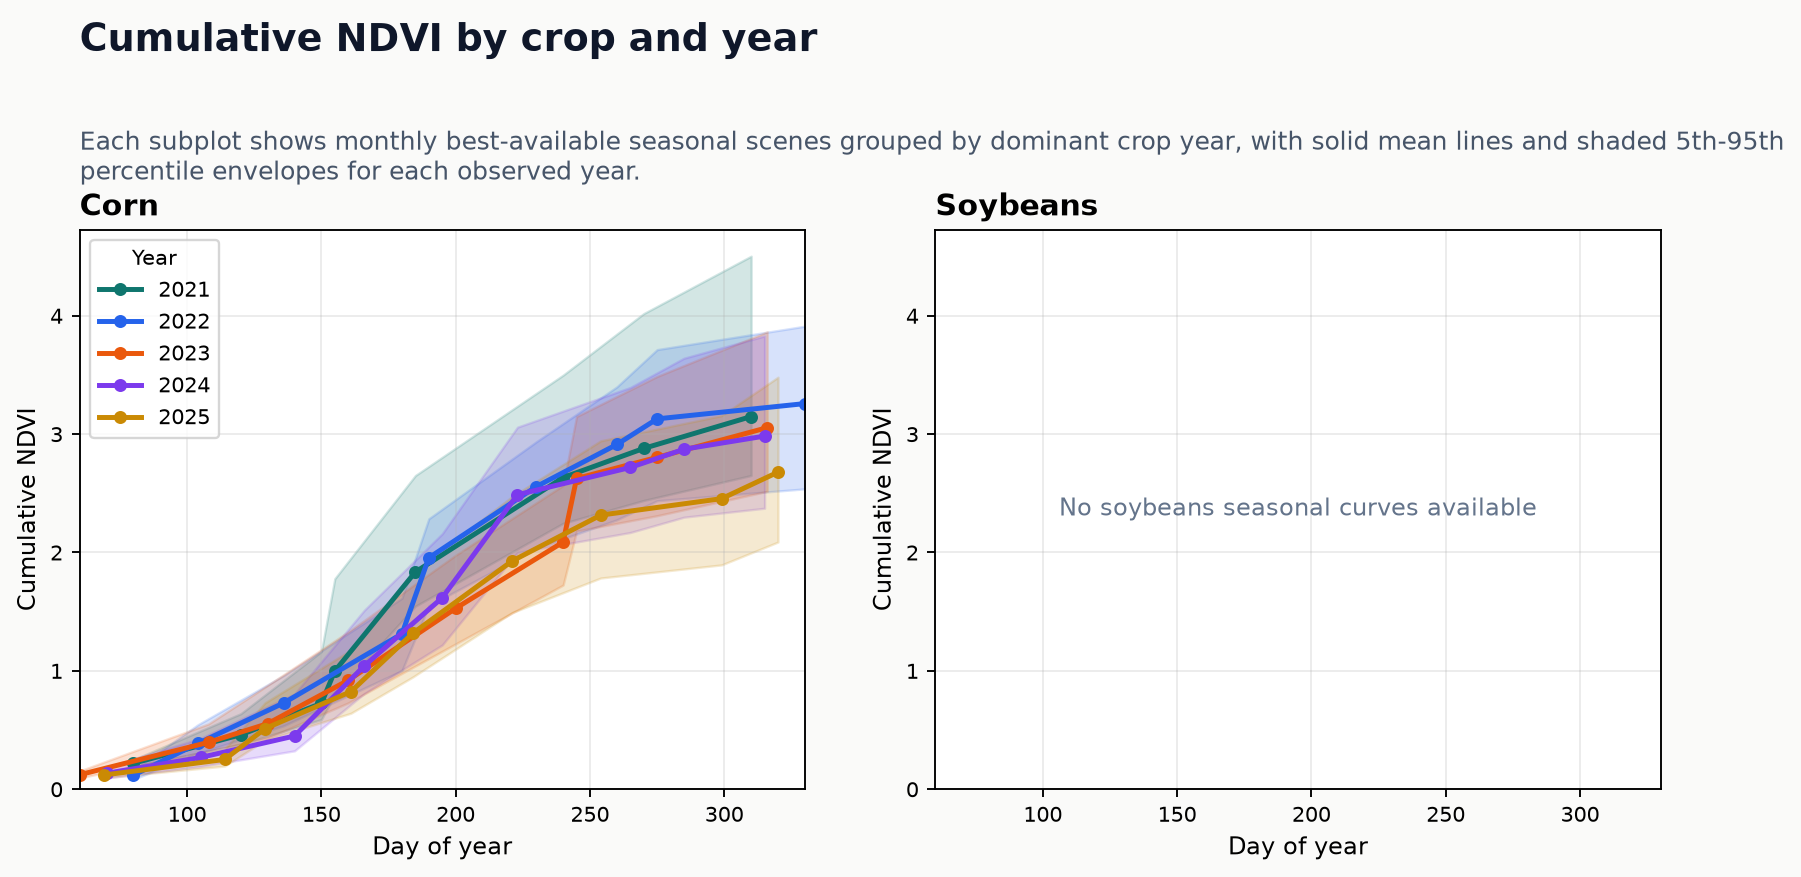 Cumulative NDVI by crop and year
Each subplot shows monthly best-available seasonal scenes grouped by dominant crop year, with solid mean lines and shaded 5th-95th
percentile envelopes for each observed year.
Corn
Year
2021
2022
2023
2024
2025
Cumulative NDVI
4
3
2
1
0
100
150
200
250
300
Day of year
Soybeans
No soybeans seasonal curves available
Cumulative NDVI
4
3
2
1
0
100
150
200
250
300
Day of year